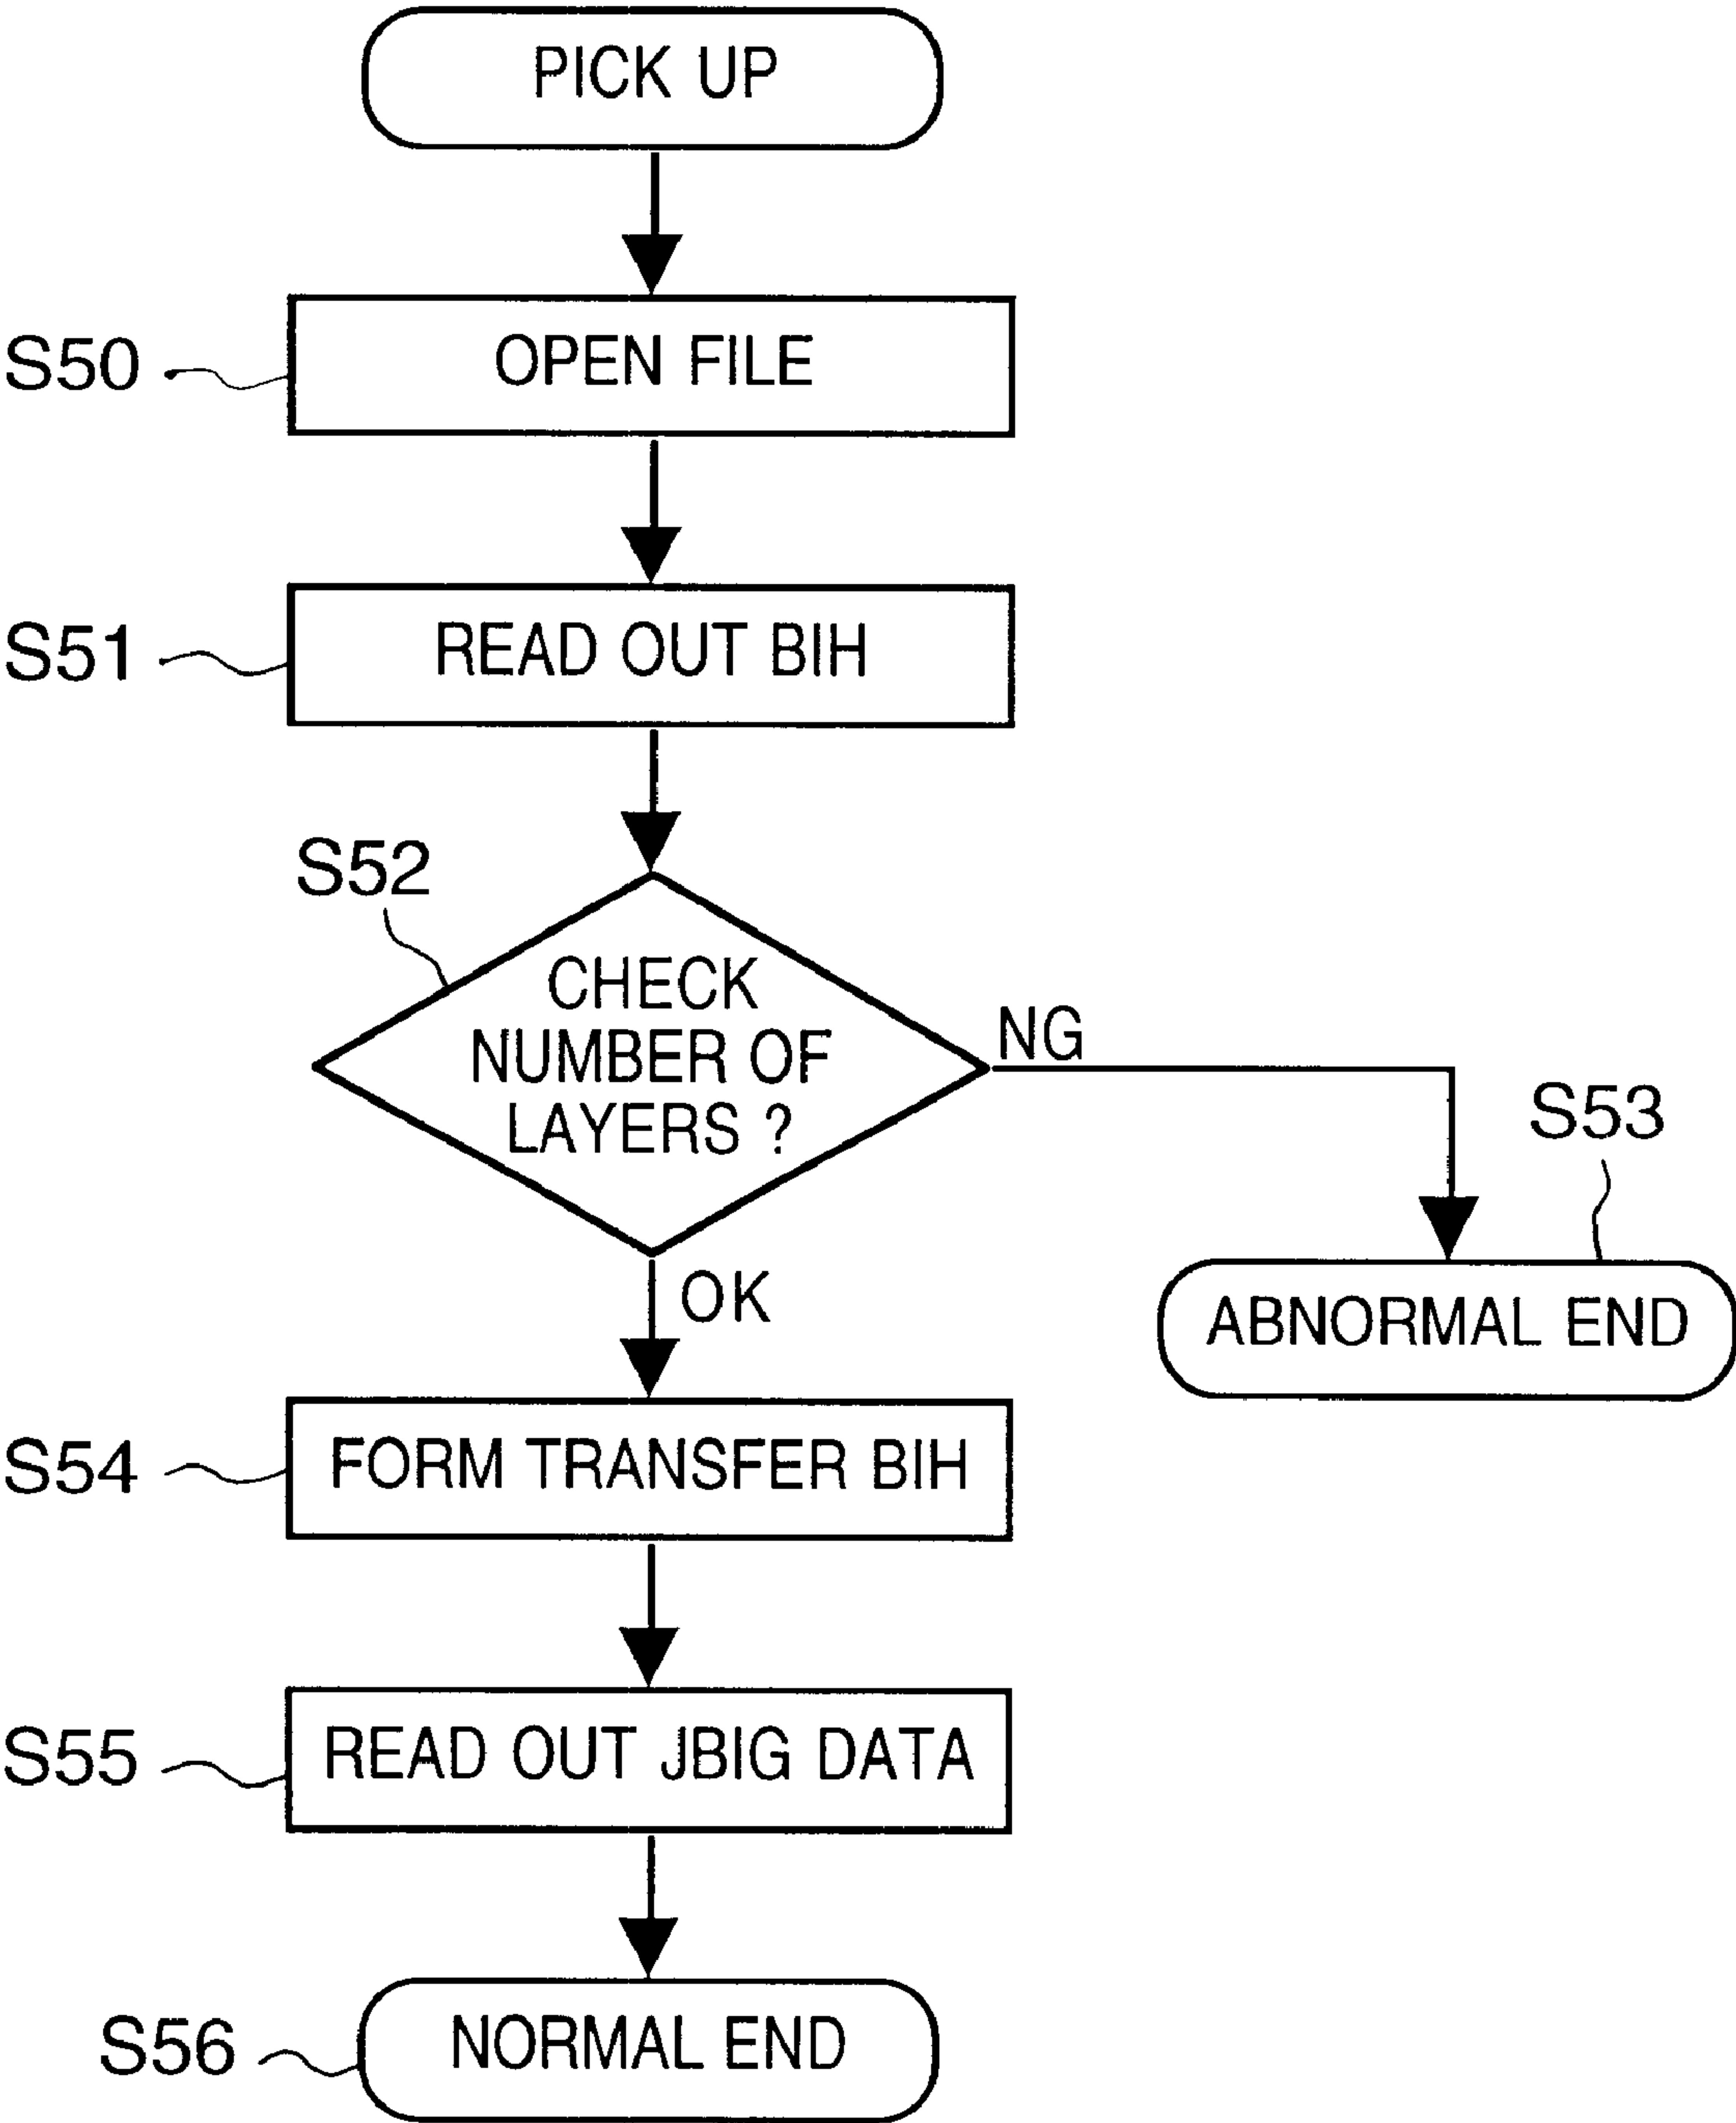 PICK UP
S50
OPEN FILE
S51
READ OUT BIH
S52
CHECK
NUMBER OF
LAYERS ?
NG
S53
ABNORMAL END
OK
S54
FORM TRANSFER BIH
S55
READ OUT JBIG DATA
S56
NORMAL END